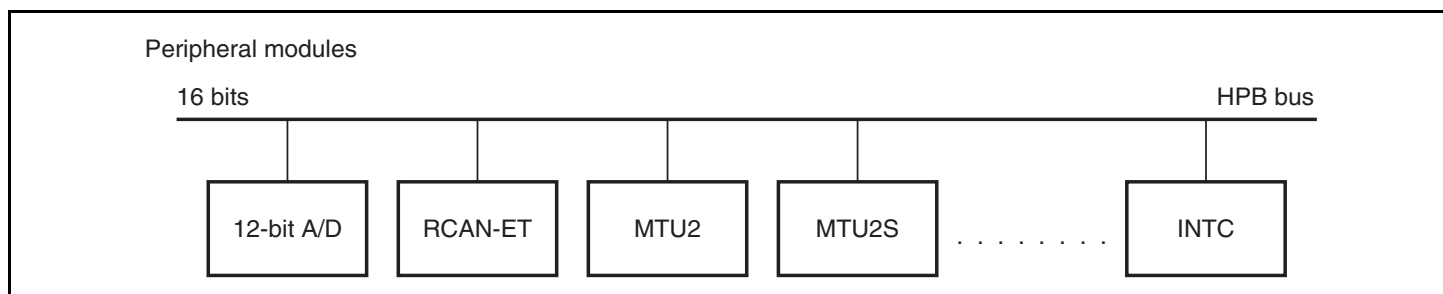 Peripheral modules
16 bits HPB bus
12-bit A/D RCAN-ET MTU2 MTU2S . . . . . . . . INTC